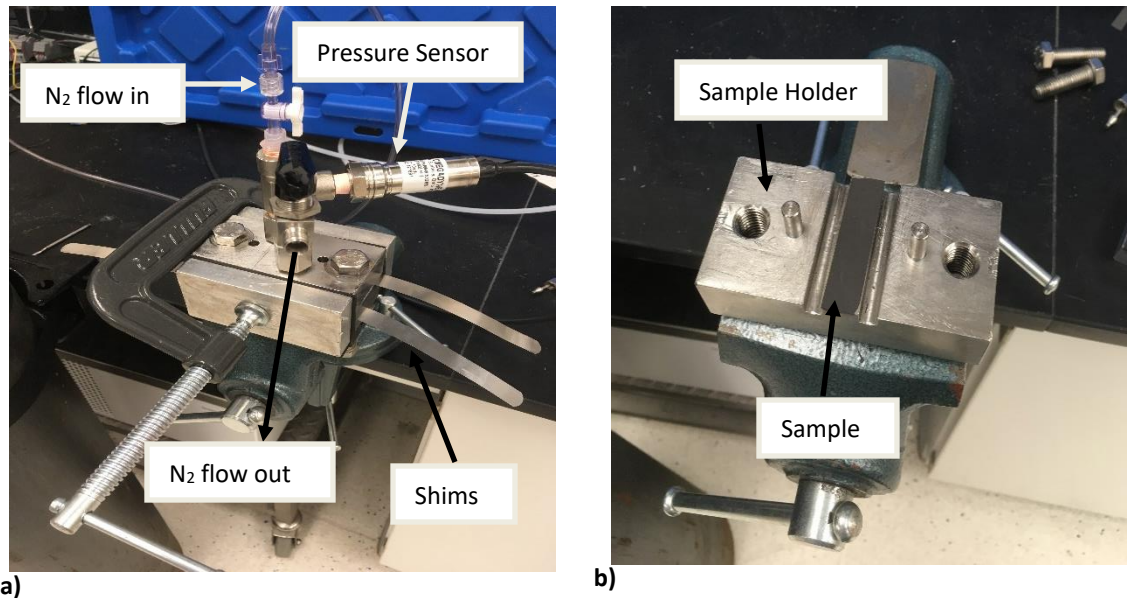 Pressure Sensor
N₂ flow in
N₂ flow out
Shims
a)
Sample Holder
Sample
b)